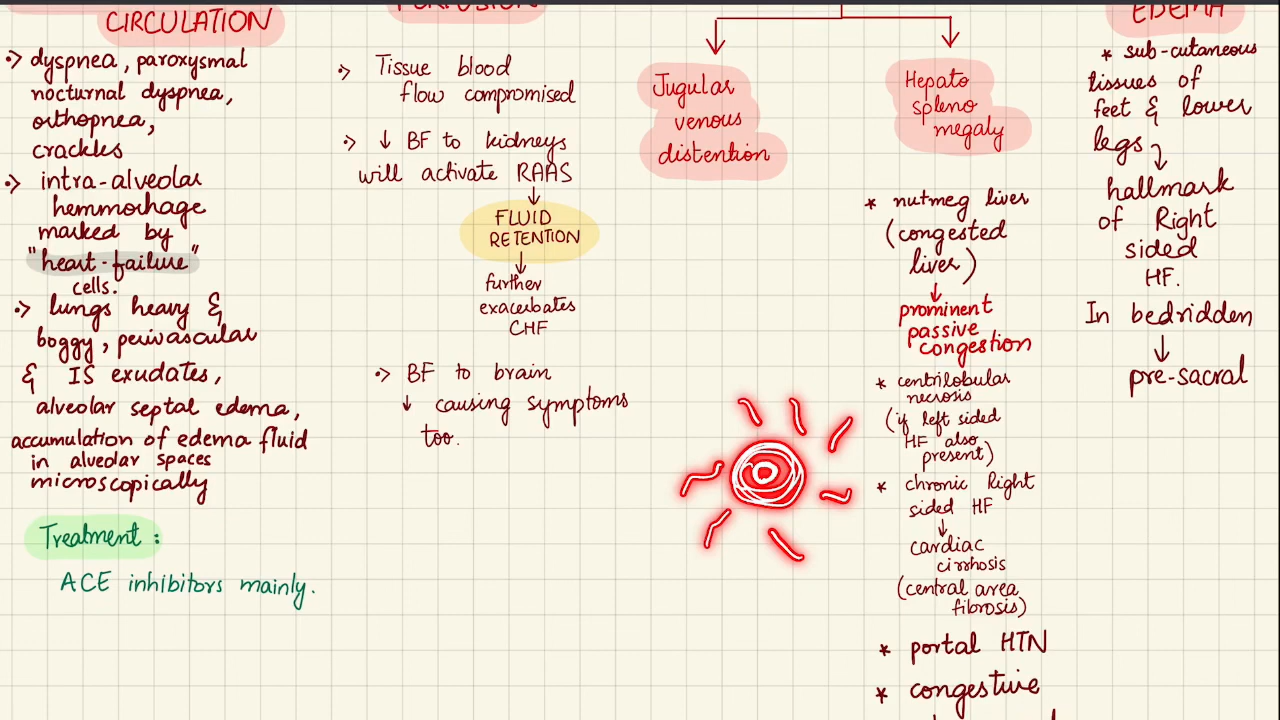 CIRCULATION
dyspnea, paroxysmal
nocturnal dyspnea,
orthopnea,
crackles
intra-alveolar
hemmorhage
marked by
"heart-failure"
cells.
lungs heavy &
boggy, perivascular
& IS exudates,
alveolar septal edema,
accumulation of edema fluid
in alveolar spaces
microscopically
Treatment:
ACE inhibitors mainly.
Tissue blood
flow compromised
↓ BF to kidneys
will activate RAAS
↓
FLUID
RETENTION
↓
further
exacerbates
CHF
BF to brain
↓ causing symptoms
too.
Jugular
venous
distention
Hepato
spleno
megaly
* nutmeg liver
(congested
liver)
↓
prominent
passive
congestion
* centrilobular
necrosis
(if left sided
HF also
present)
* chronic Right
sided HF
↓
cardiac
cirrhosis
(central area
fibrosis)
* portal HTN
* congestive
EDEMA
* sub-cutaneous
tissues of
feet & lower
legs
hallmark
of Right
sided
HF.
In bedridden
↓
pre-sacral